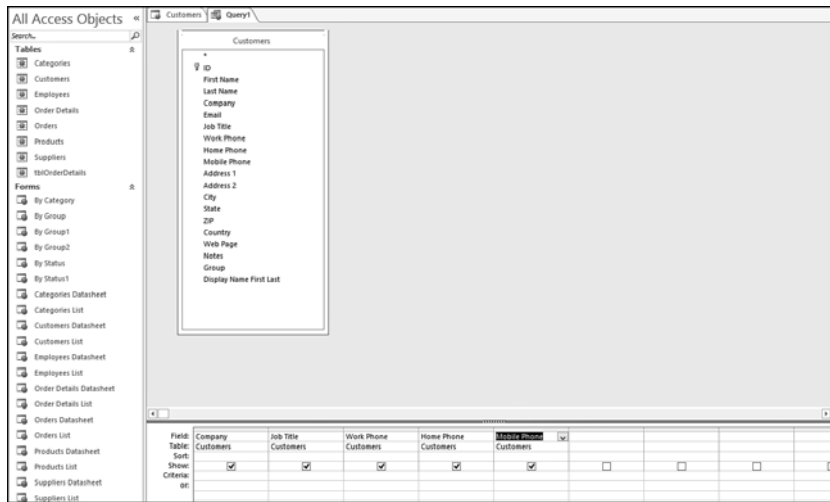 All Access Objects «
Search...
Tables
Categories
Customers
Employees
Order Details
Orders
Products
Suppliers
tblOrderDetails
Forms
By Category
By Group
By Group1
By Group2
By Status
By Status1
Categories Datasheet
Categories List
Customers Datasheet
Customers List
Employees Datasheet
Employees List
Order Details Datasheet
Order Details List
Orders Datasheet
Orders List
Products Datasheet
Products List
Suppliers Datasheet
Suppliers List
Customers Query1
Customers
*
ID
First Name
Last Name
Company
Email
Job Title
Work Phone
Home Phone
Mobile Phone
Address 1
Address 2
City
State
ZIP
Country
Web Page
Notes
Group
Display Name First Last
Field: Company Job Title Work Phone Home Phone Mobile Phone
Table: Customers Customers Customers Customers Customers
Sort:
Show:
Criteria:
or: